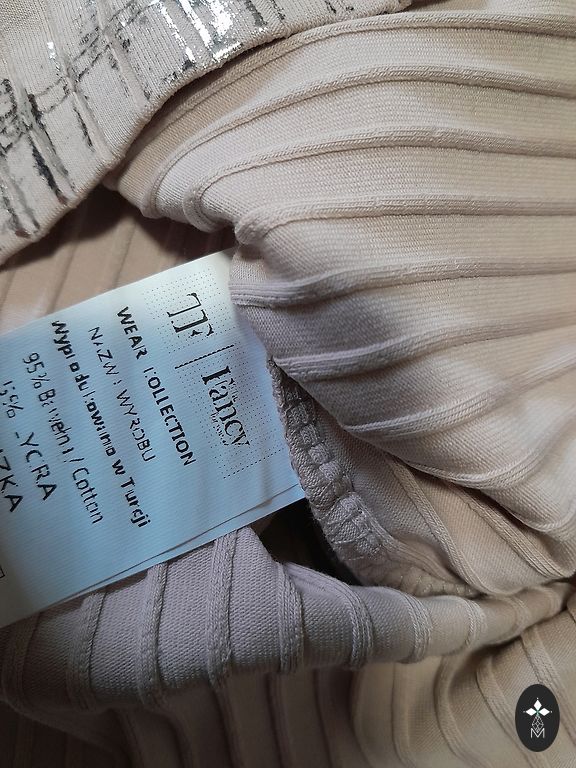 TF
Fancy
WEAR COLLECTION
NAZWA WYROBU
Wyprodukowano w Turcji
95% Bawełna / Cotton
5% LYCRA
M